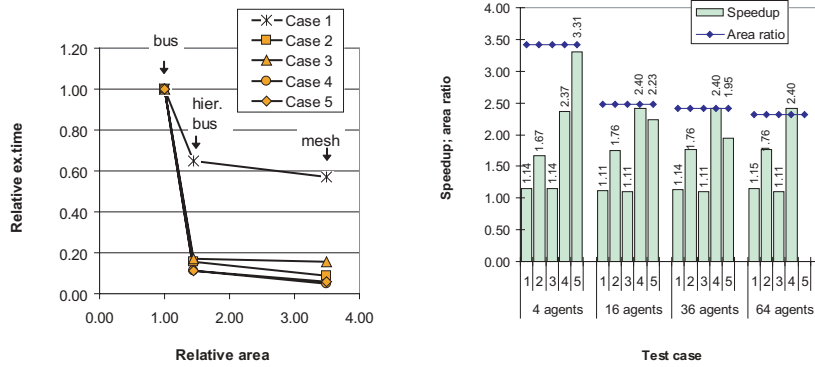 bus
hier.
bus
mesh
Case 1
Case 2
Case 3
Case 4
Case 5
1.20
1.00
0.80
0.60
0.40
0.20
0.00
0.00 1.00 2.00 3.00 4.00
Relative ex.time
Relative area
Speedup
Area ratio
4.00
3.50
3.00
2.50
2.00
1.50
1.00
0.50
0.00
Speedup; area ratio
1.14 1.67 1.14 2.37 3.31
1.11 1.76 1.11 2.40 2.23
1.14 1.76 1.11 2.40 1.95
1.15 1.76 1.11 2.40
1 2 3 4 5 1 2 3 4 5 1 2 3 4 5 1 2 3 4 5
4 agents 16 agents 36 agents 64 agents
Test case